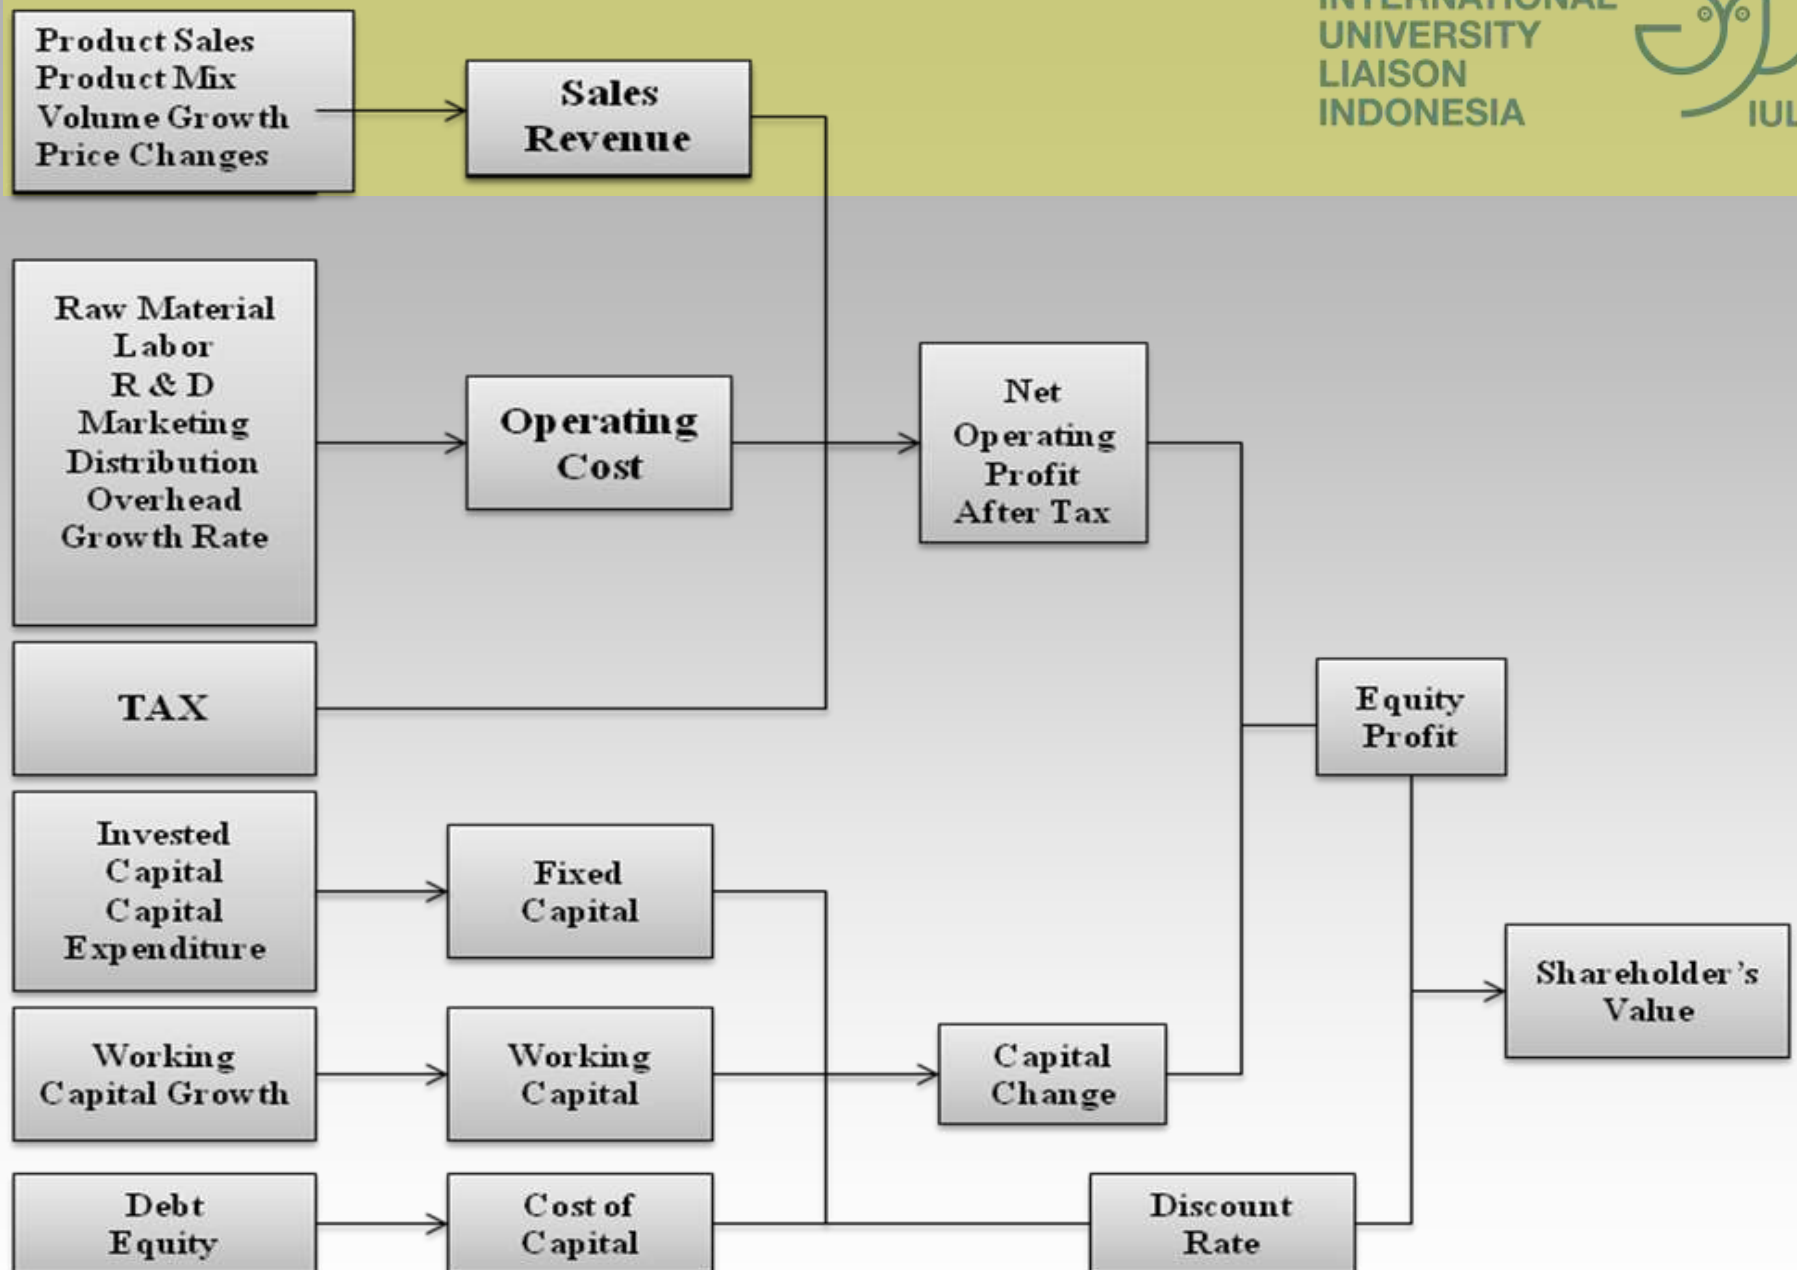 INTERNATIONAL
UNIVERSITY
LIAISON
INDONESIA
IUL
Product Sales
Product Mix
Volume Growth
Price Changes
Sales
Revenue
Raw Material
Labor
R & D
Marketing
Distribution
Overhead
Growth Rate
Operating
Cost
Net
Operating
Profit
After Tax
TAX
Equity
Profit
Invested
Capital
Capital
Expenditure
Fixed
Capital
Shareholder's
Value
Working
Capital Growth
Working
Capital
Capital
Change
Debt
Equity
Cost of
Capital
Discount
Rate